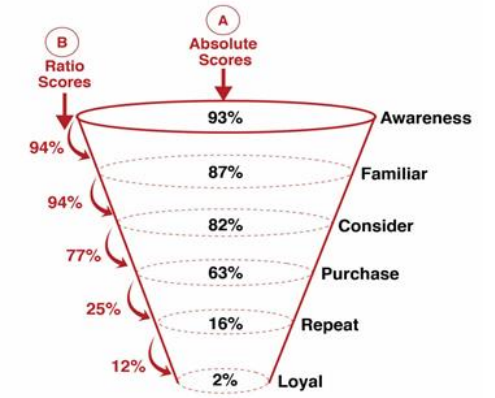 A
Absolute
Scores
B
Ratio
Scores
93%
Awareness
94%
87%
Familiar
94%
82%
Consider
77%
63%
Purchase
25%
16%
Repeat
12%
2%
Loyal